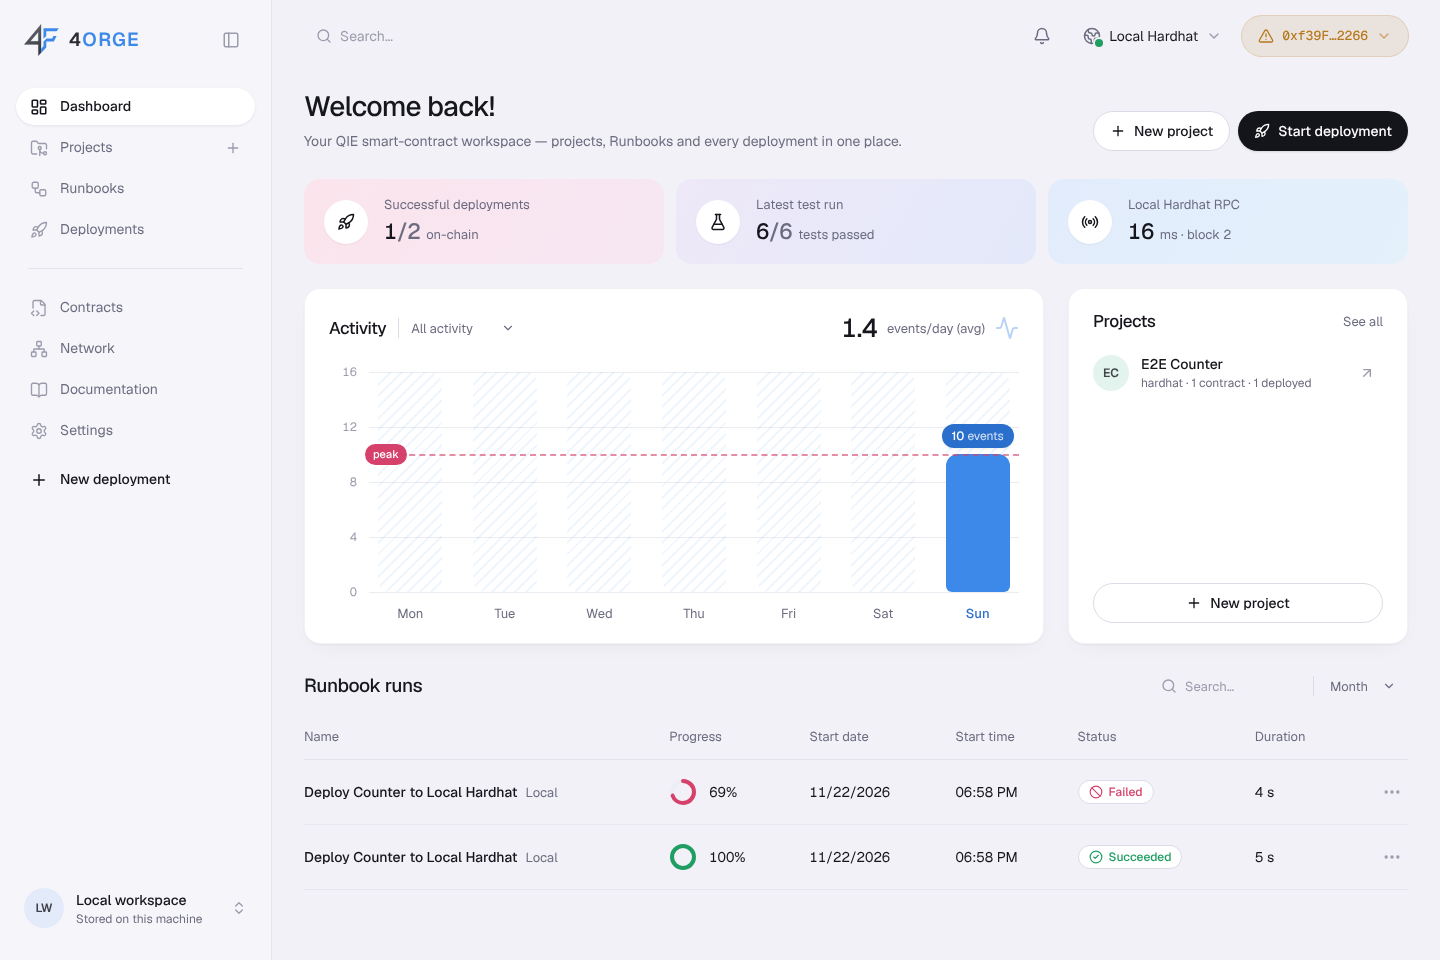 4ORGE
Search...
Local Hardhat
0xf39F…2266
Dashboard
Projects
Runbooks
Deployments
Contracts
Network
Documentation
Settings
New deployment
Local workspace
LW
Stored on this machine
Welcome back!
Your QIE smart-contract workspace — projects, Runbooks and every deployment in one place.
New project
Start deployment
Successful deployments
1/2 on-chain
Latest test run
6/6 tests passed
Local Hardhat RPC
16 ms · block 2
Activity
All activity
1.4 events/day (avg)
16
12
10 events
peak
8
4
0
Mon Tue Wed Thu Fri Sat Sun
Projects
See all
EC
E2E Counter
hardhat · 1 contract · 1 deployed
New project
Runbook runs
Search...
Month
Name Progress Start date Start time Status Duration
Deploy Counter to Local Hardhat Local 69% 11/22/2026 06:58 PM Failed 4 s
Deploy Counter to Local Hardhat Local 100% 11/22/2026 06:58 PM Succeeded 5 s